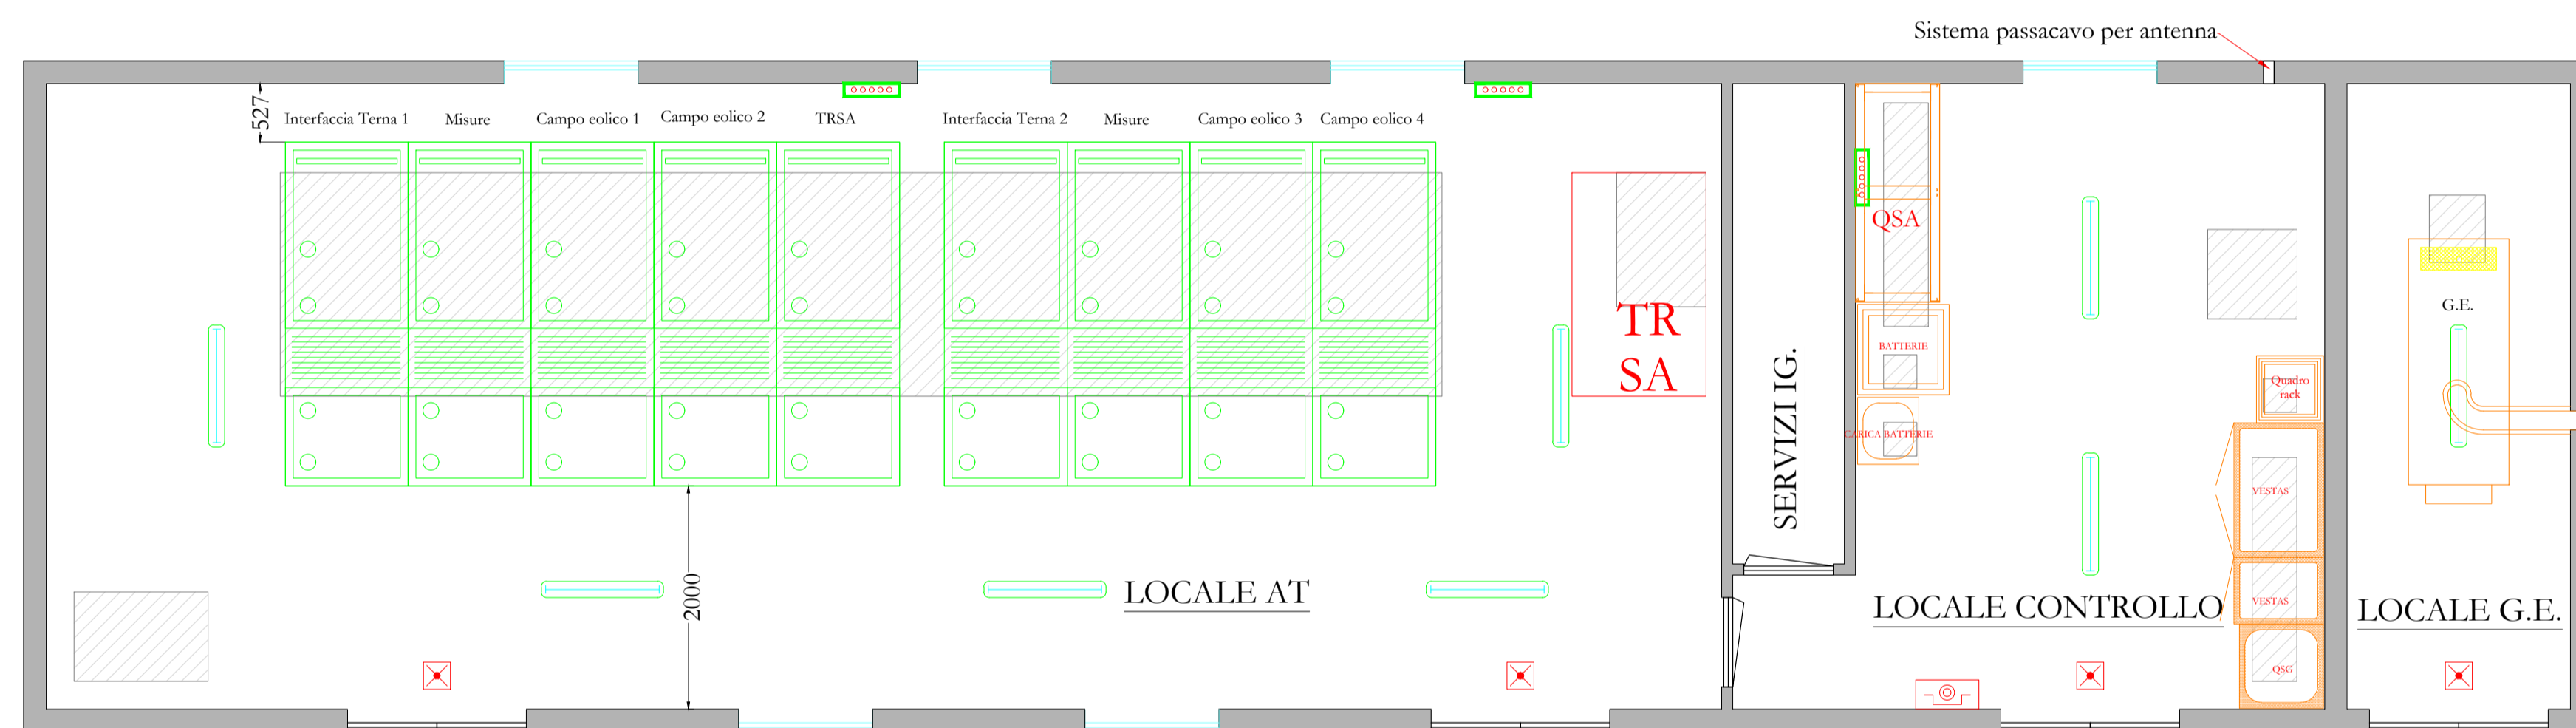 Sistema passacavo per antenna
527
Interfaccia Terna 1
Misure
Campo eolico 1
Campo eolico 2
TRSA
Interfaccia Terna 2
Misure
Campo eolico 3
Campo eolico 4
QSA
TR
SA
G.E.
BATTERIE
Quadro
rack
CARICA BATTERIE
SERVIZI IG.
VESTAS
2000
LOCALE AT
LOCALE CONTROLLO
VESTAS
LOCALE G.E.
QSG